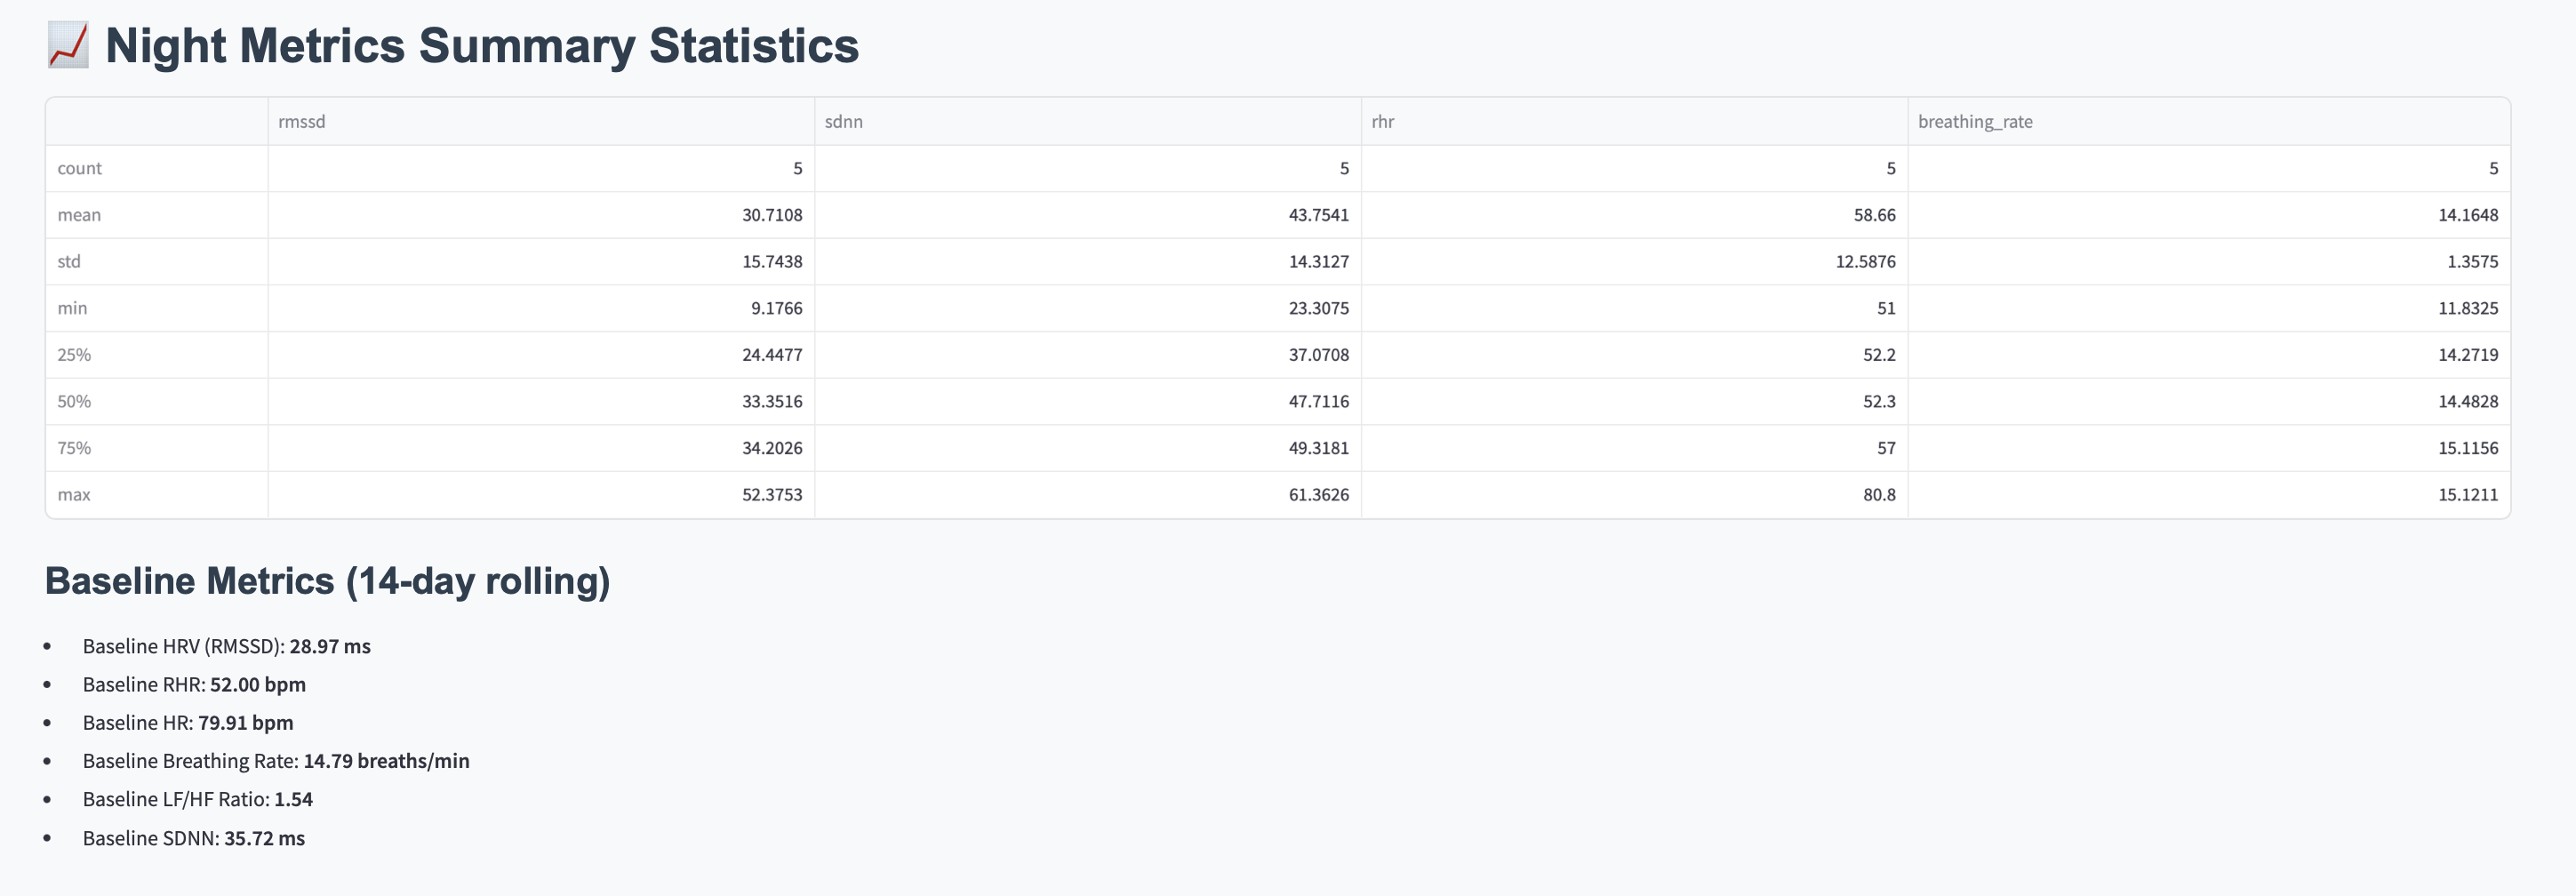 📈 Night Metrics Summary Statistics
rmssd sdnn rhr breathing_rate
count 5 5 5 5
mean 30.7108 43.7541 58.66 14.1648
std 15.7438 14.3127 12.5876 1.3575
min 9.1766 23.3075 51 11.8325
25% 24.4477 37.0708 52.2 14.2719
50% 33.3516 47.7116 52.3 14.4828
75% 34.2026 49.3181 57 15.1156
max 52.3753 61.3626 80.8 15.1211
Baseline Metrics (14-day rolling)
• Baseline HRV (RMSSD): 28.97 ms
• Baseline RHR: 52.00 bpm
• Baseline HR: 79.91 bpm
• Baseline Breathing Rate: 14.79 breaths/min
• Baseline LF/HF Ratio: 1.54
• Baseline SDNN: 35.72 ms